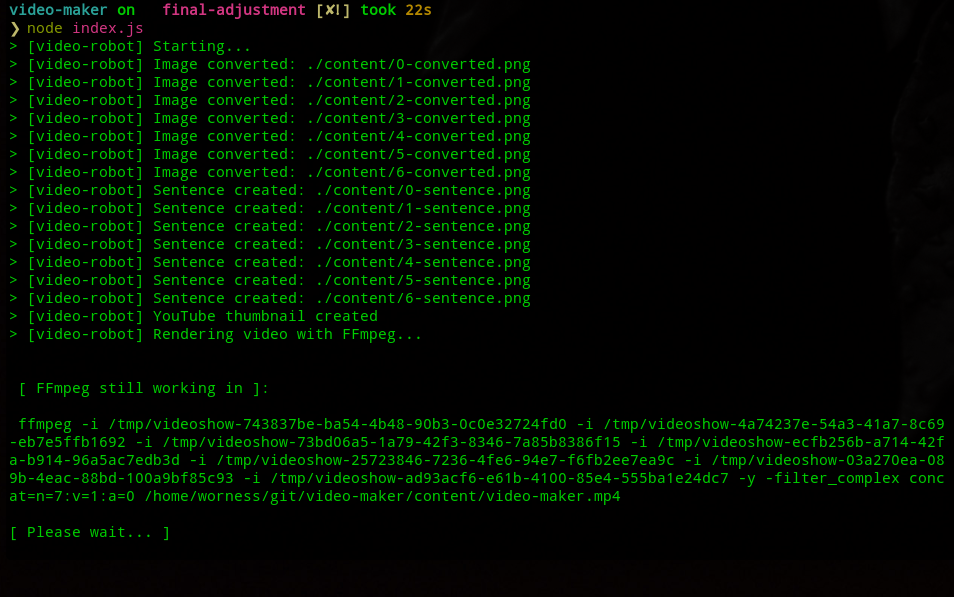 video-maker on final-adjustment [✘!] took 22s
❯ node index.js
> [video-robot] Starting...
> [video-robot] Image converted: ./content/0-converted.png
> [video-robot] Image converted: ./content/1-converted.png
> [video-robot] Image converted: ./content/2-converted.png
> [video-robot] Image converted: ./content/3-converted.png
> [video-robot] Image converted: ./content/4-converted.png
> [video-robot] Image converted: ./content/5-converted.png
> [video-robot] Image converted: ./content/6-converted.png
> [video-robot] Sentence created: ./content/0-sentence.png
> [video-robot] Sentence created: ./content/1-sentence.png
> [video-robot] Sentence created: ./content/2-sentence.png
> [video-robot] Sentence created: ./content/3-sentence.png
> [video-robot] Sentence created: ./content/4-sentence.png
> [video-robot] Sentence created: ./content/5-sentence.png
> [video-robot] Sentence created: ./content/6-sentence.png
> [video-robot] YouTube thumbnail created
> [video-robot] Rendering video with FFmpeg...
[ FFmpeg still working in ]:
ffmpeg -i /tmp/videoshow-743837be-ba54-4b48-90b3-0c0e32724fd0 -i /tmp/videoshow-4a74237e-54a3-41a7-8c69
-eb7e5ffb1692 -i /tmp/videoshow-73bd06a5-1a79-42f3-8346-7a85b8386f15 -i /tmp/videoshow-ecfb256b-a714-42f
a-b914-96a5ac7edb3d -i /tmp/videoshow-25723846-7236-4fe6-94e7-f6fb2ee7ea9c -i /tmp/videoshow-03a270ea-08
9b-4eac-88bd-100a9bf85c93 -i /tmp/videoshow-ad93acf6-e61b-4100-85e4-555ba1e24dc7 -y -filter_complex conc
at=n=7:v=1:a=0 /home/worness/git/video-maker/content/video-maker.mp4
[ Please wait... ]